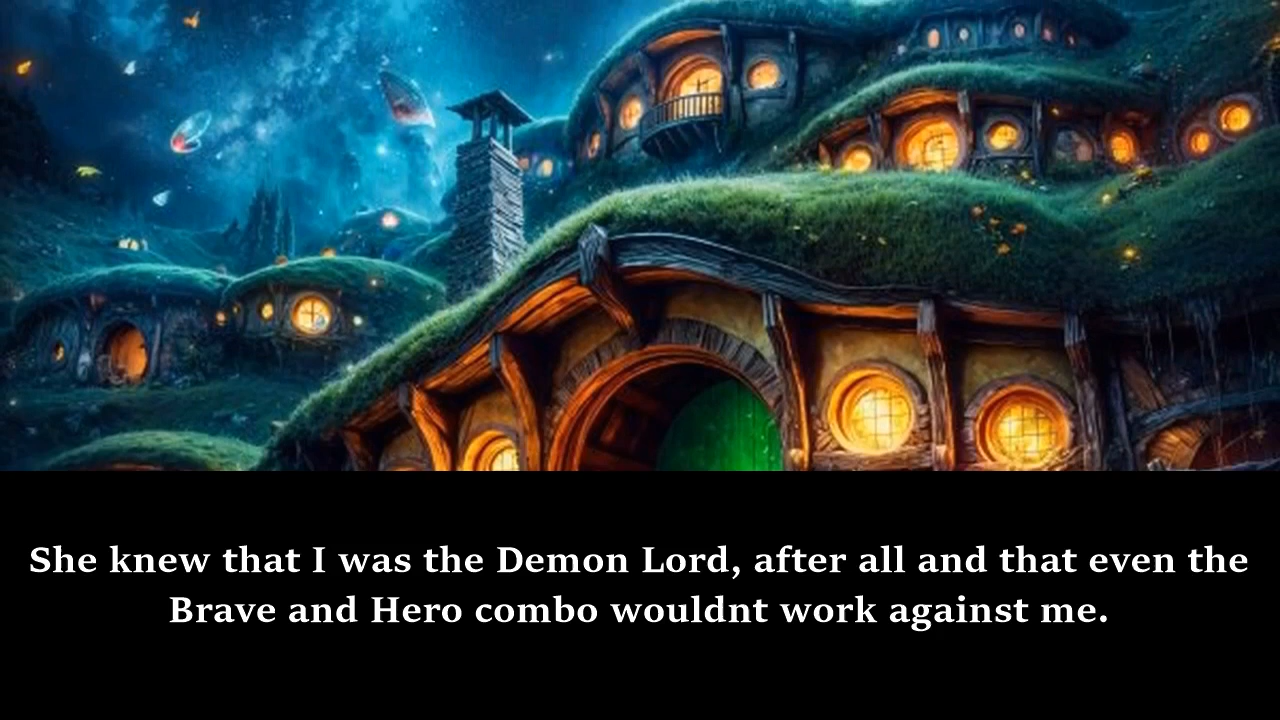 She knew that I was the Demon Lord, after all and that even the
Brave and Hero combo wouldnt work against me.